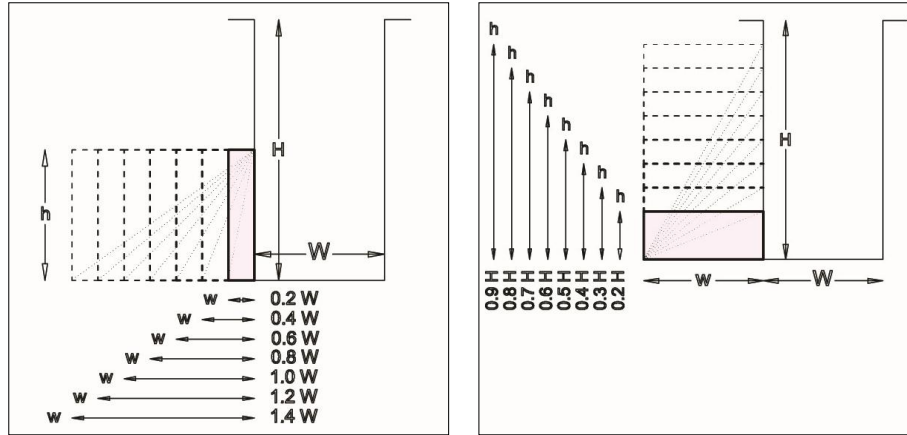 H
h
W
w 0.2 W
w 0.4 W
w 0.6 W
w 0.8 W
w 1.0 W
w 1.2 W
w 1.4 W
h
h
h
h
h
h
h
h
H
0.9 H
0.8 H
0.7 H
0.6 H
0.5 H
0.4 H
0.3 H
0.2 H
w W